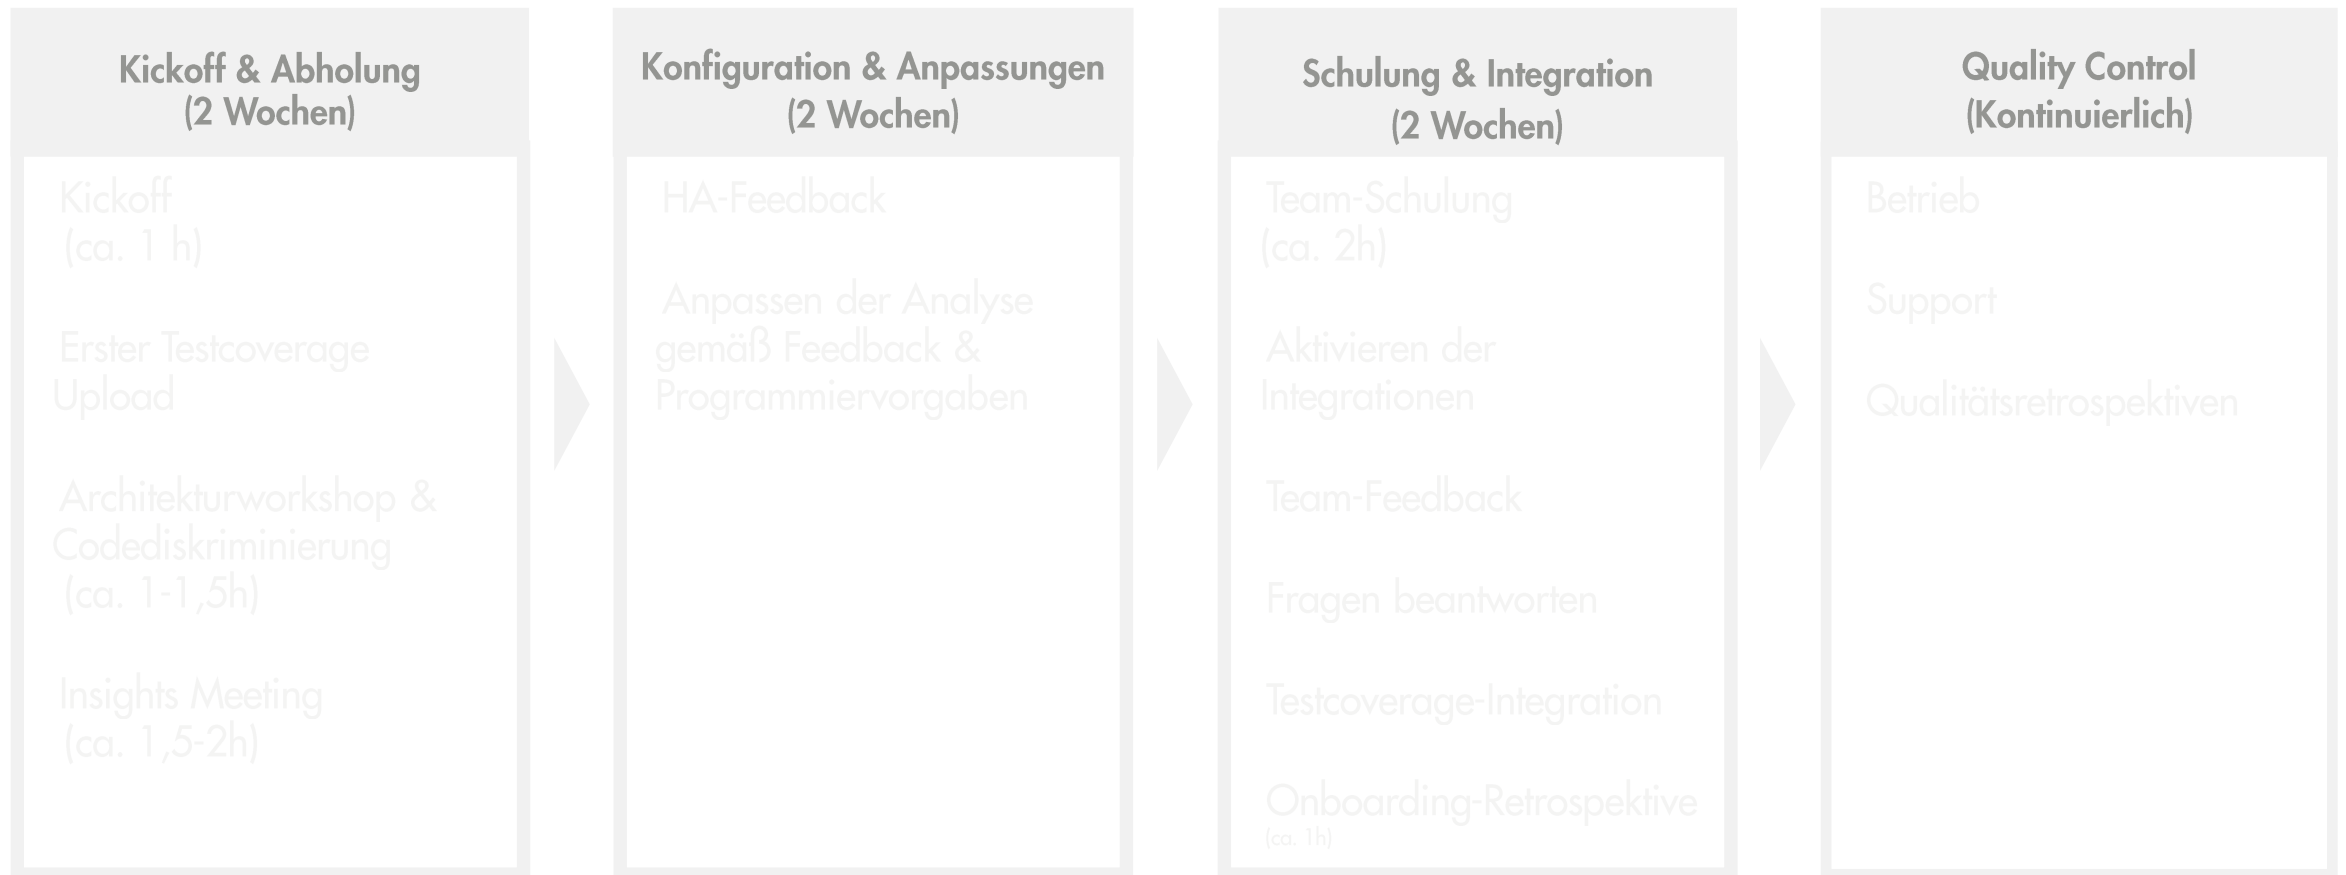 Kickoff & Abholung
(2 Wochen)
Kickoff
(ca. 1 h)
Erster Testcoverage
Upload
Architekturworkshop &
Codediskriminierung
(ca. 1-1,5h)
Insights Meeting
(ca. 1,5-2h)
Konfiguration & Anpassungen
(2 Wochen)
HA-Feedback
Anpassen der Analyse
gemäß Feedback &
Programmiervorgaben
Schulung & Integration
(2 Wochen)
Team-Schulung
(ca. 2h)
Aktivieren der
Integrationen
Team-Feedback
Fragen beantworten
Testcoverage-Integration
Onboarding-Retrospektive
(ca. 1h)
Quality Control
(Kontinuierlich)
Betrieb
Support
Qualitätsretrospektiven